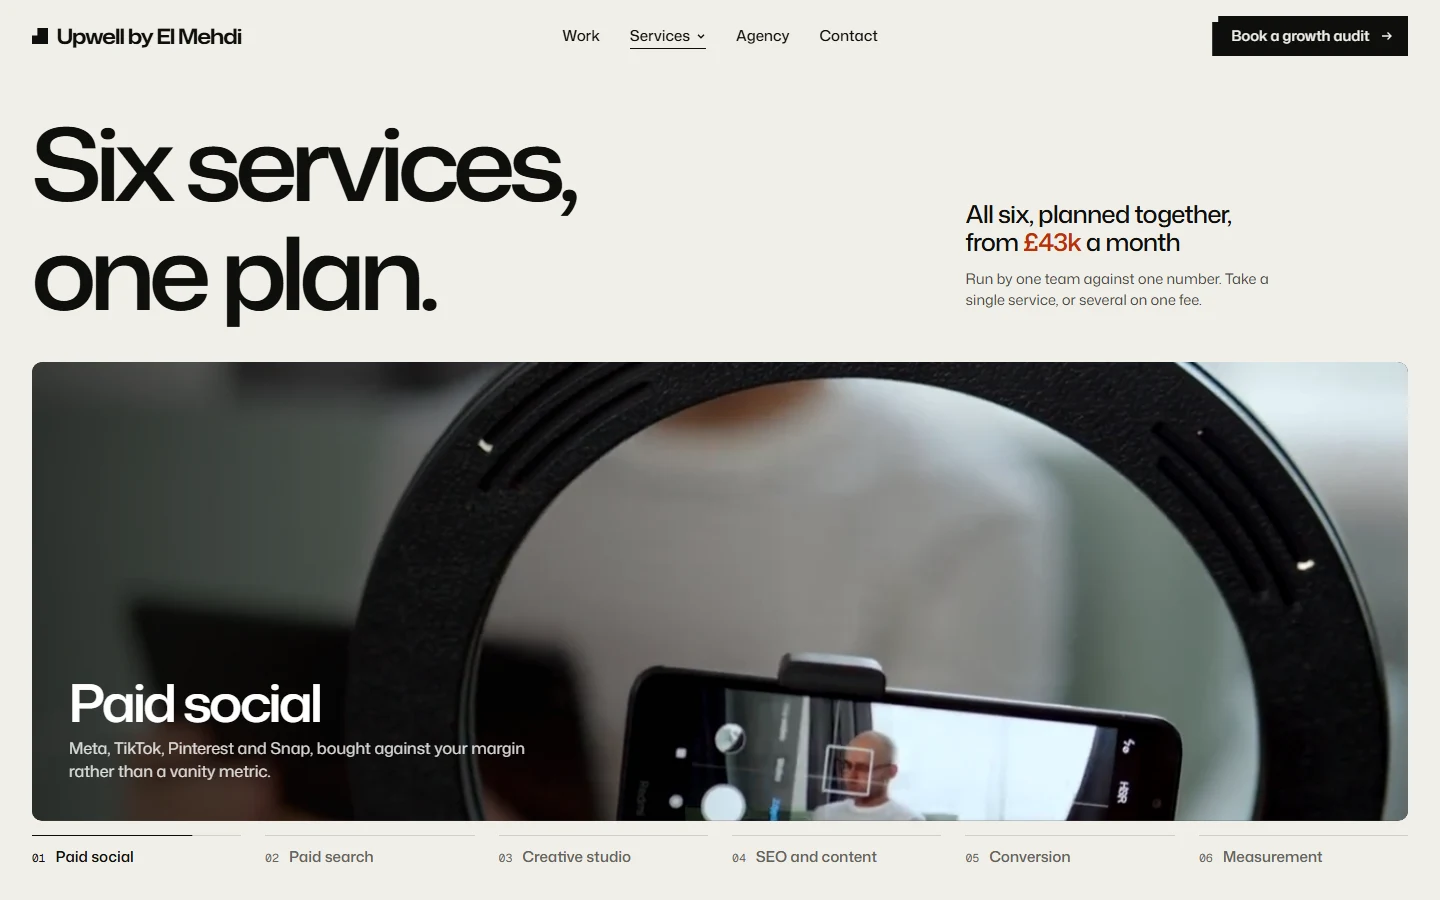 Upwell by El Mehdi
Work
Services
Agency
Contact
Book a growth audit →
Six services,
one plan.
All six, planned together,
from £43k a month
Run by one team against one number. Take a
single service, or several on one fee.
Paid social
Meta, TikTok, Pinterest and Snap, bought against your margin
rather than a vanity metric.
01 Paid social
02 Paid search
03 Creative studio
04 SEO and content
05 Conversion
06 Measurement